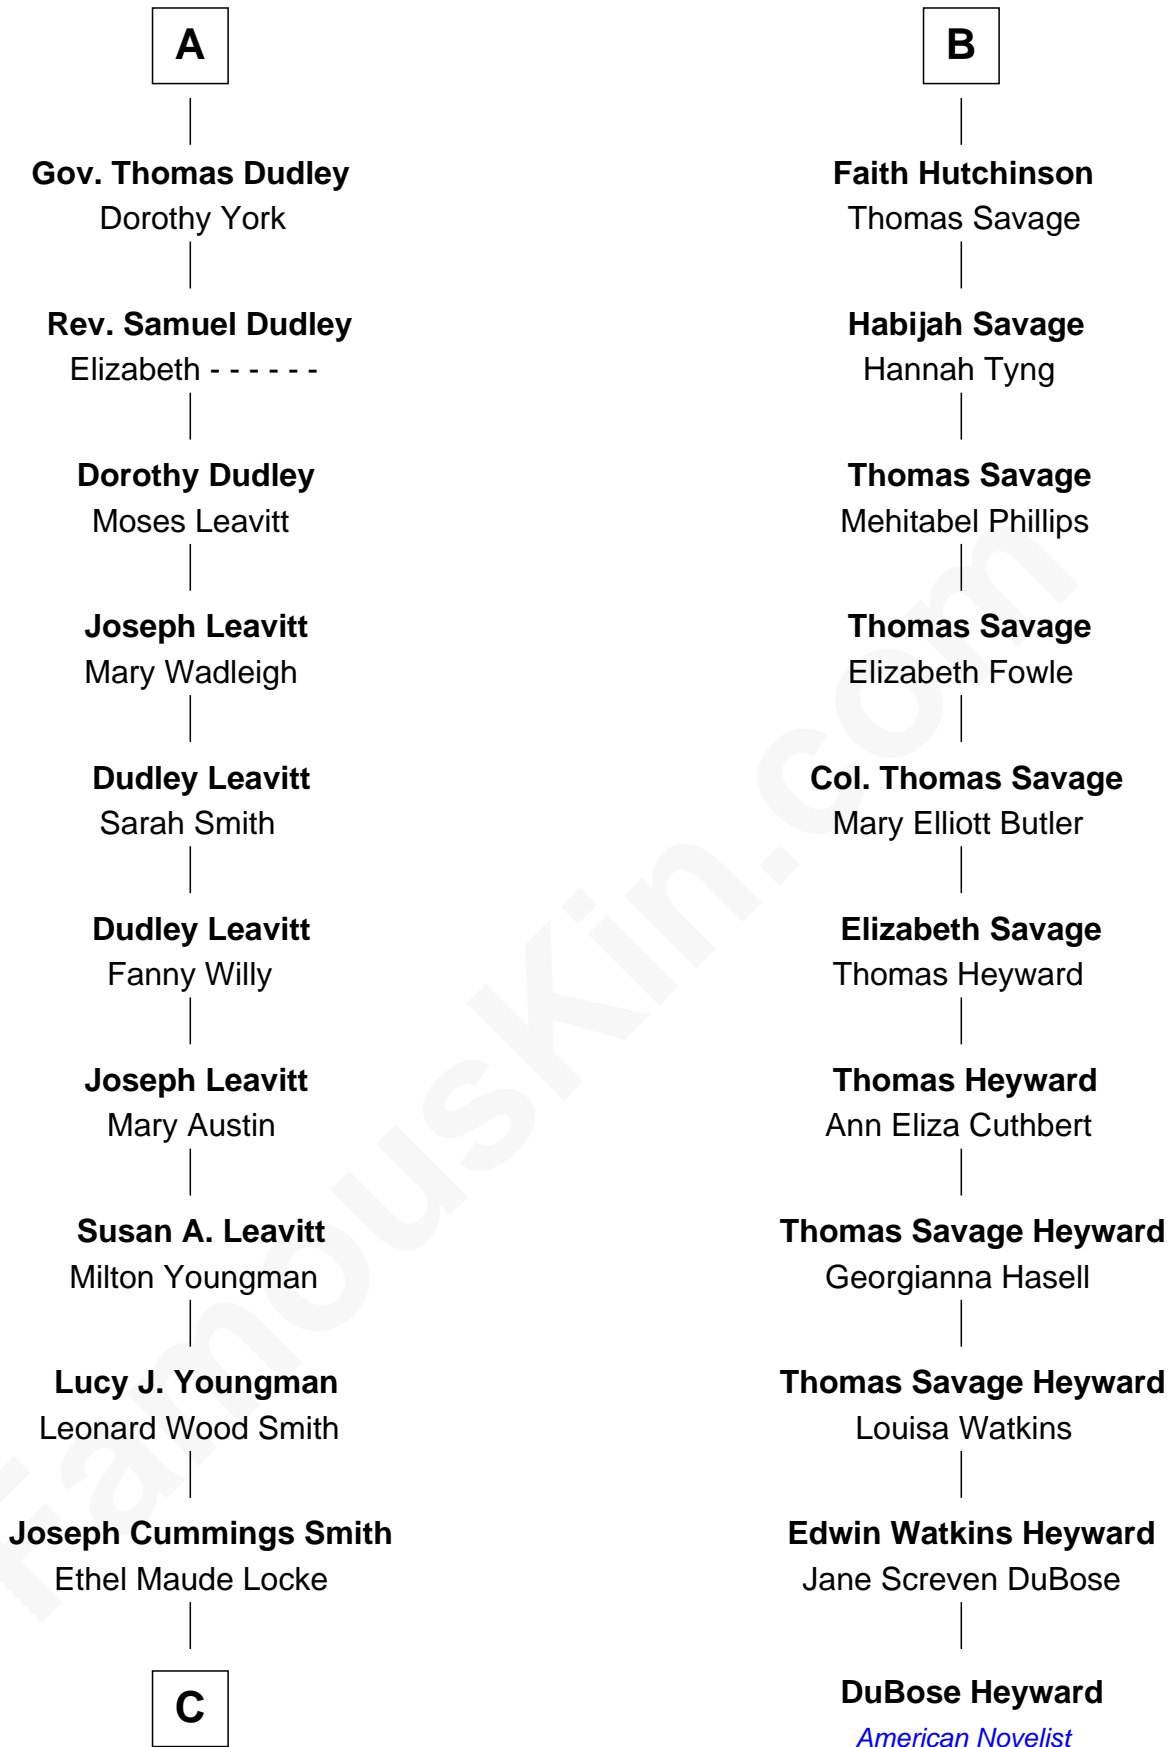 A
Gov. Thomas Dudley
Dorothy York
Rev. Samuel Dudley
Elizabeth - - - - - -
Dorothy Dudley
Moses Leavitt
Joseph Leavitt
Mary Wadleigh
Dudley Leavitt
Sarah Smith
Dudley Leavitt
Fanny Willy
Joseph Leavitt
Mary Austin
Susan A. Leavitt
Milton Youngman
Lucy J. Youngman
Leonard Wood Smith
Joseph Cummings Smith
Ethel Maude Locke
C
B
Faith Hutchinson
Thomas Savage
Habijah Savage
Hannah Tyng
Thomas Savage
Mehitabel Phillips
Thomas Savage
Elizabeth Fowle
Col. Thomas Savage
Mary Elliott Butler
Elizabeth Savage
Thomas Heyward
Thomas Heyward
Ann Eliza Cuthbert
Thomas Savage Heyward
Georgianna Hasell
Thomas Savage Heyward
Louisa Watkins
Edwin Watkins Heyward
Jane Screven DuBose
DuBose Heyward
American Novelist
FamousKin.com